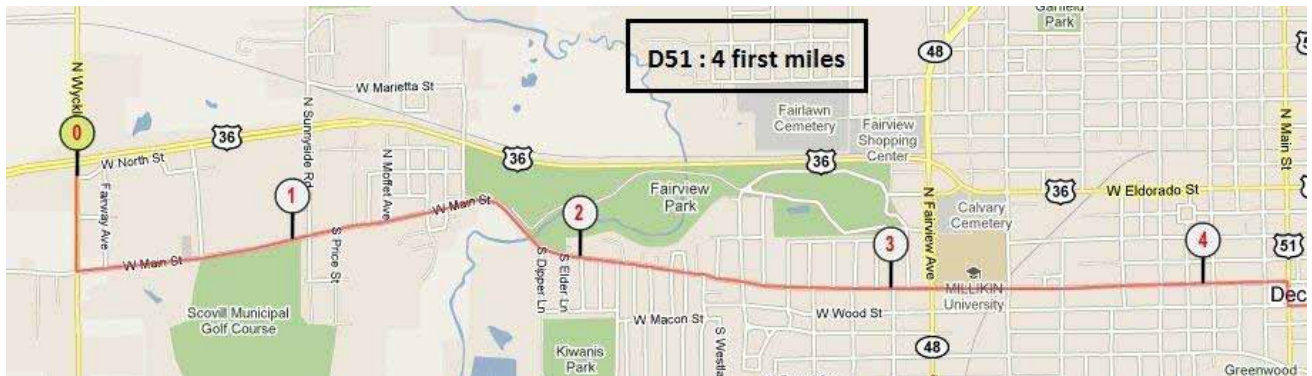 D51 : 4 first miles
Garfield
Park
48
N Wyckl
0
36
W North St
Fairway Ave
N Sunnyside Rd
W Marietta St
N Moffet Ave
1
W Main St
S Price St
Scovill Municipal
Golf Course
W Main St
36
2
S Dipper Ln
S Elder Ln
Fairview
Park
Kiwanis
Park
W Macon St
S Westla
Fairlawn
Cemetery
Fairview
Shopping
Center
36
3
N Fairview Ave
W Wood St
48
Calvary
Cemetery
MILLIKIN
University
36
W Eldorado St
4
N Main St
51
Dec
Greenwood